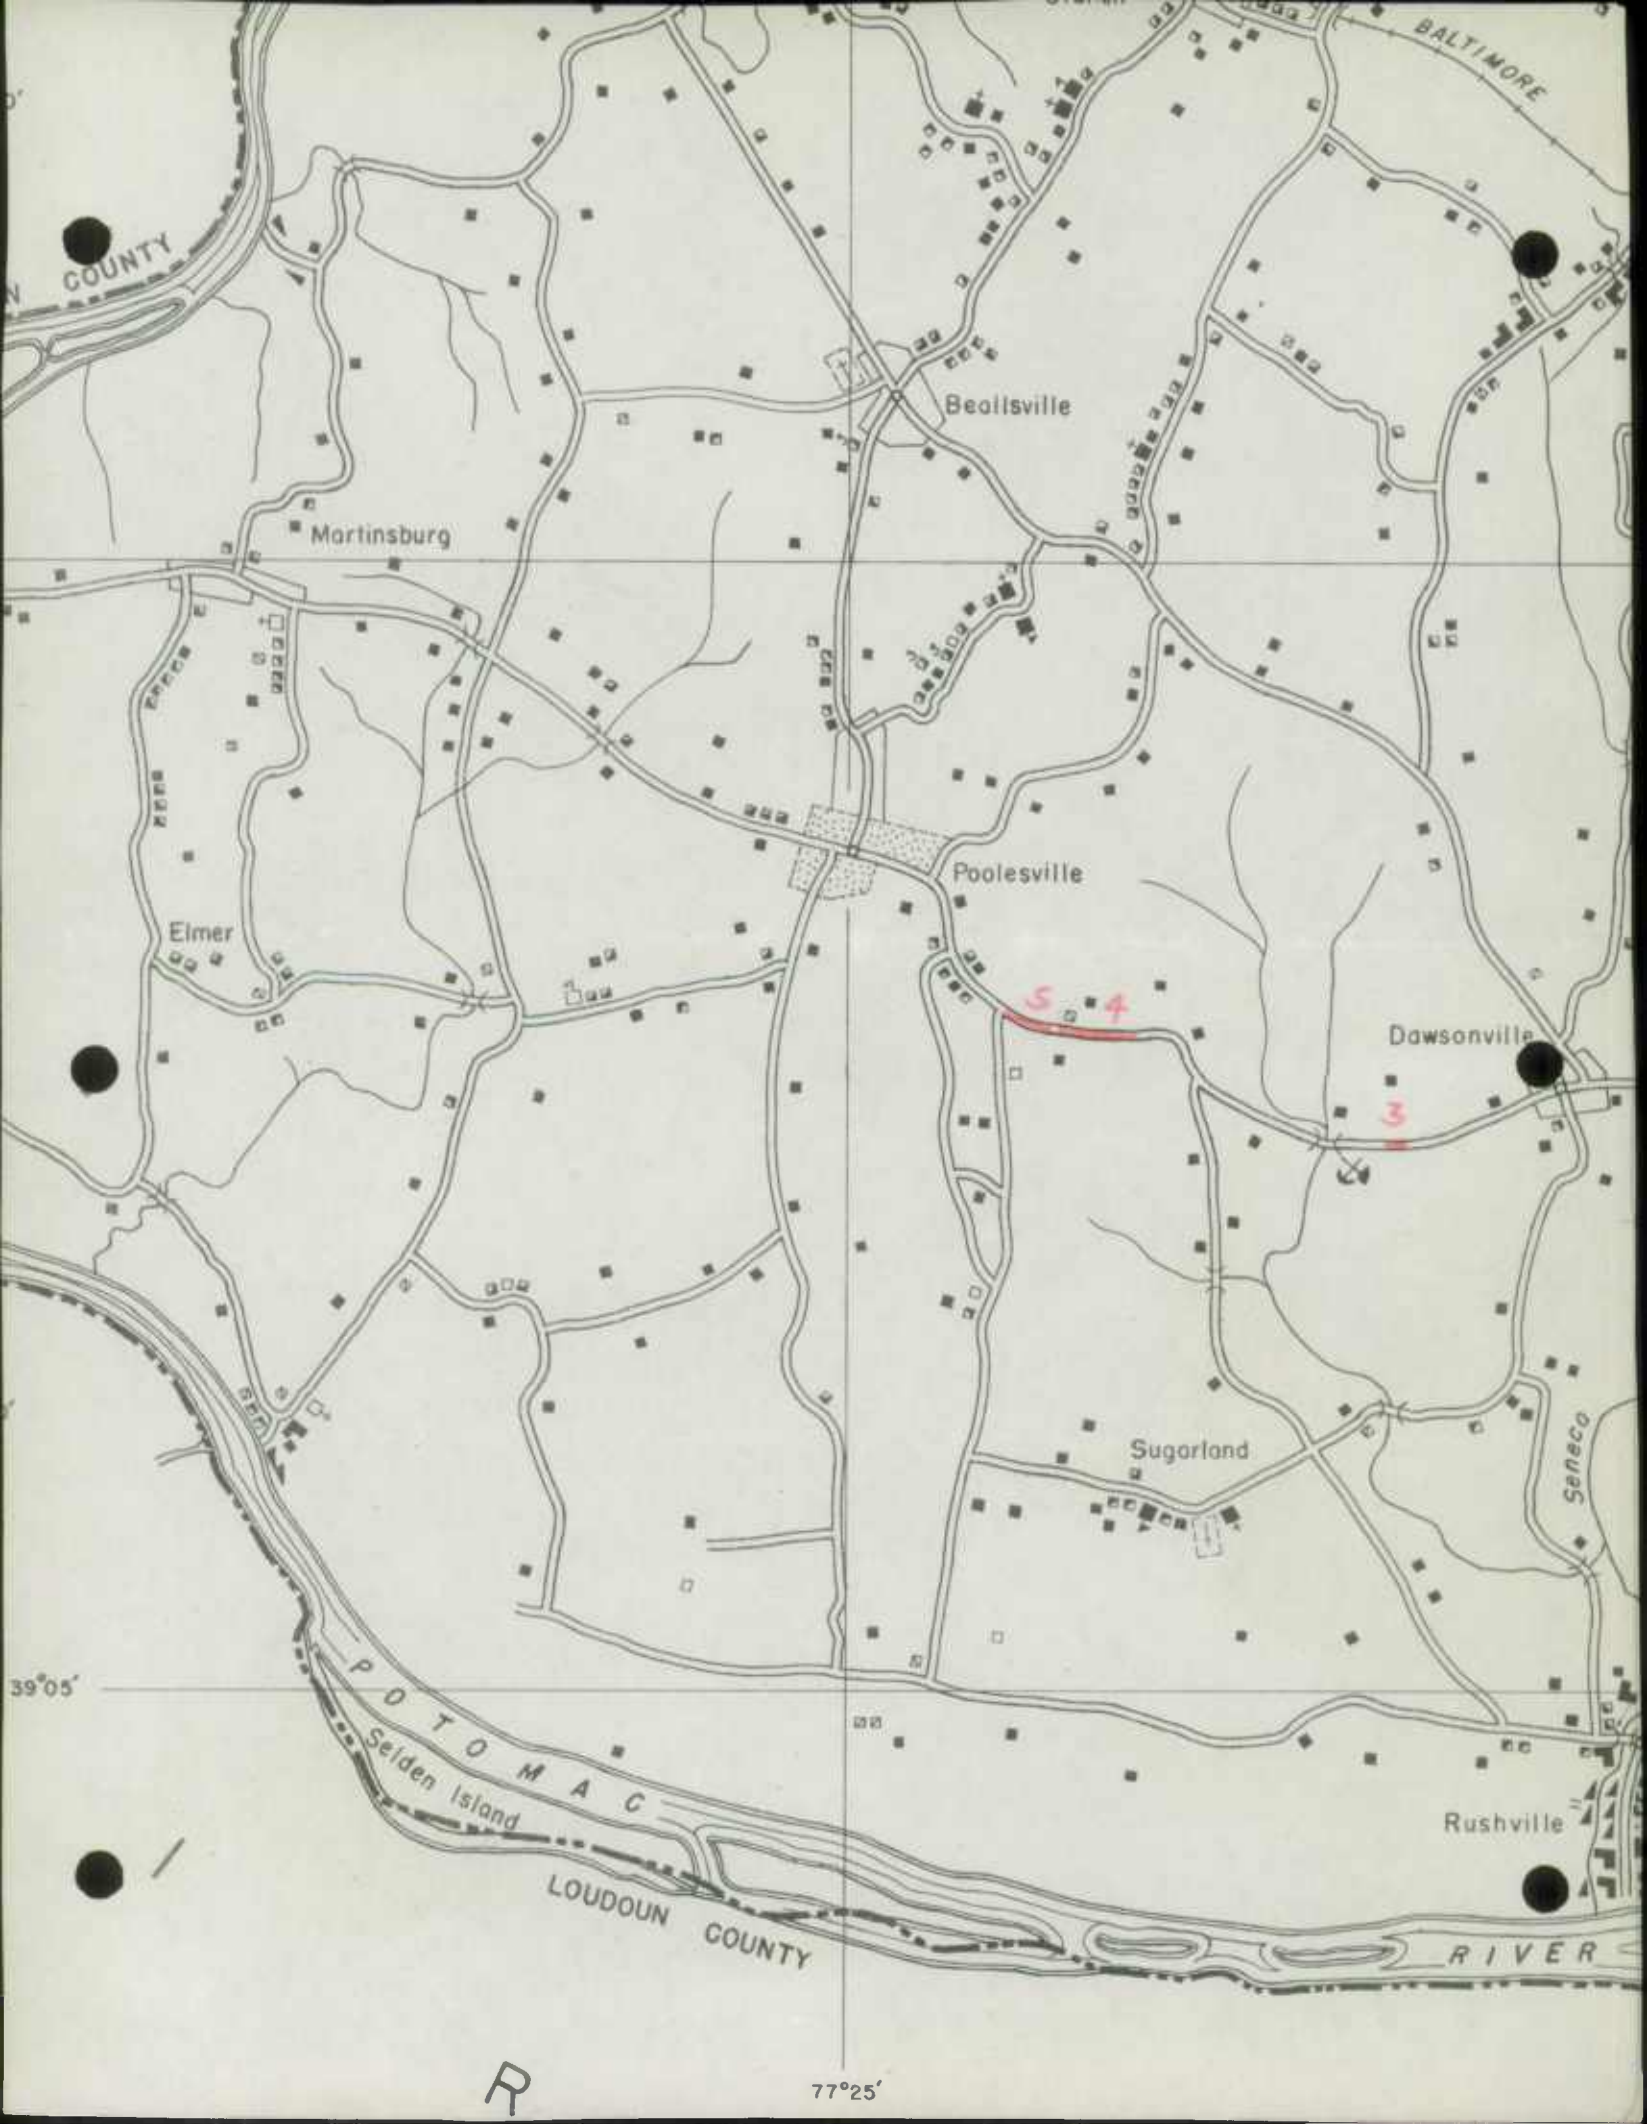 BALTIMORE
COUNTY
Beallsville
Martinsburg
Poolesville
Elmer
5
4
Dawsonville
3
Sugarland
Seneca
39°05′
POTOMAC
Selden Island
Rushville
LOUDOUN COUNTY
RIVER
77°25′
R